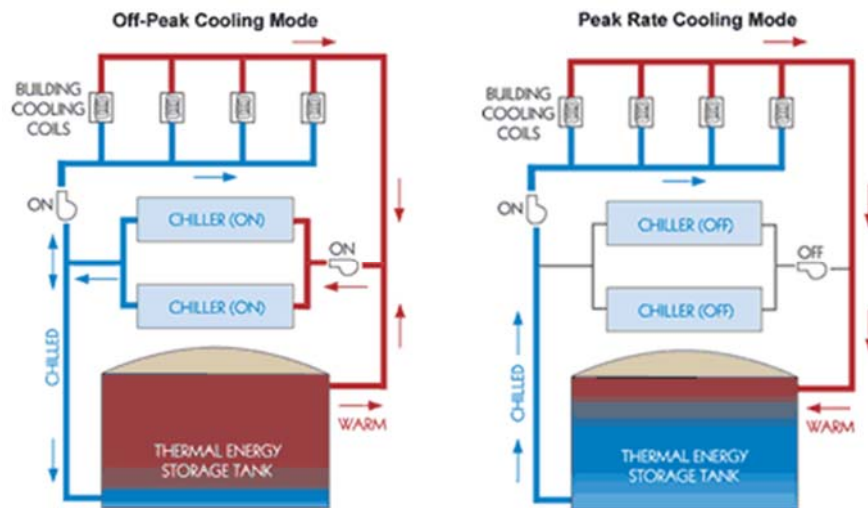 Off-Peak Cooling Mode
BUILDING
COOLING
COILS
ON
CHILLER (ON)
ON
CHILLER (ON)
CHILLED
WARM
THERMAL ENERGY
STORAGE TANK
Peak Rate Cooling Mode
BUILDING
COOLING
COILS
ON
CHILLER (OFF)
OFF
CHILLER (OFF)
CHILLED
WARM
THERMAL ENERGY
STORAGE TANK